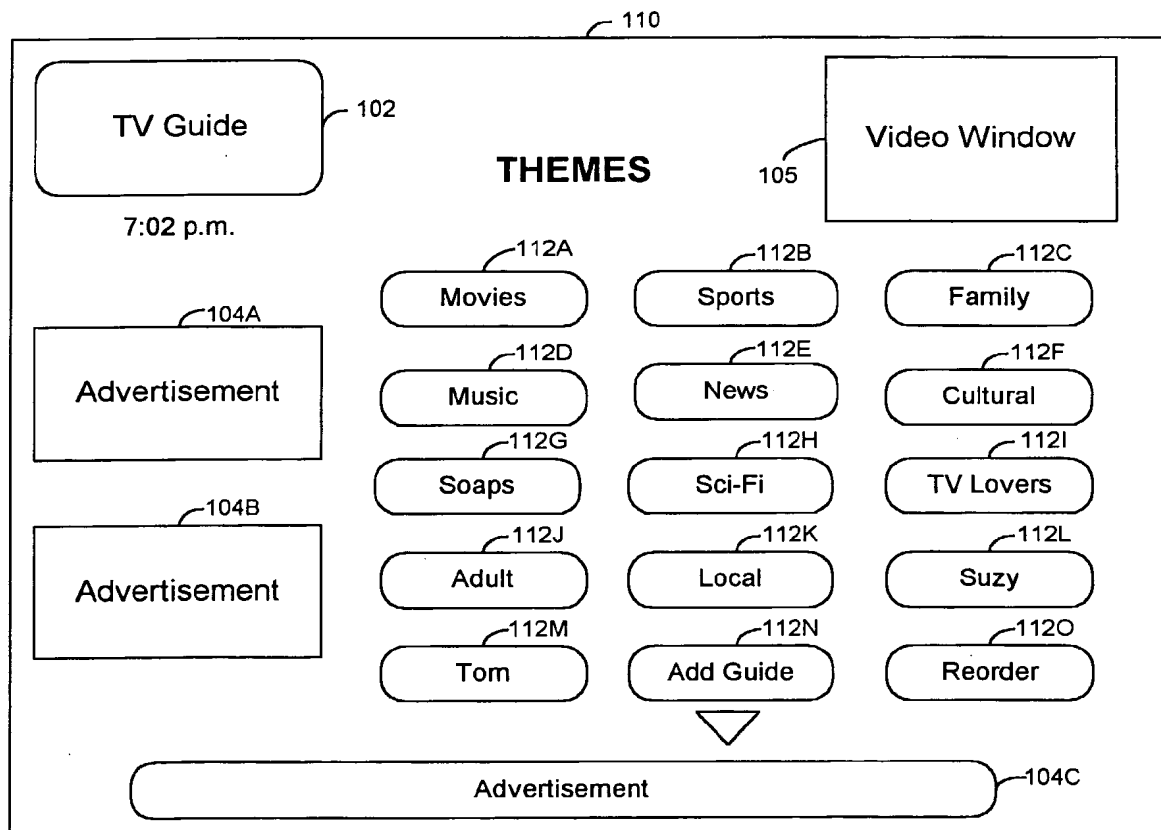 110
TV Guide
102
Video Window
105
THEMES
7:02 p.m.
112A
112B
112C
Movies
Sports
Family
104A
Advertisement
112D
112E
112F
Music
News
Cultural
112G
112H
112I
Soaps
Sci-Fi
TV Lovers
104B
Advertisement
112J
112K
112L
Adult
Local
Suzy
112M
112N
112O
Tom
Add Guide
Reorder
Advertisement
104C